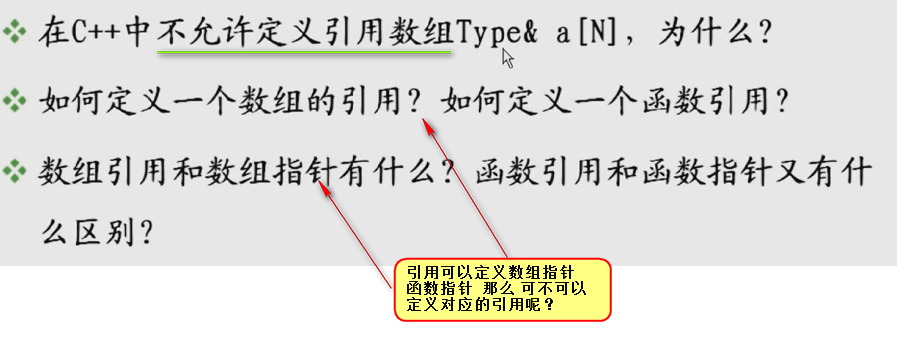 在C++中不允许定义引用数组Type& a[N]，为什么？
如何定义一个数组的引用？如何定义一个函数引用？
数组引用和数组指针有什么？函数引用和函数指针又有什
么区别？
引用可以定义数组指针
函数指针 那么 可不可以
定义对应的引用呢？